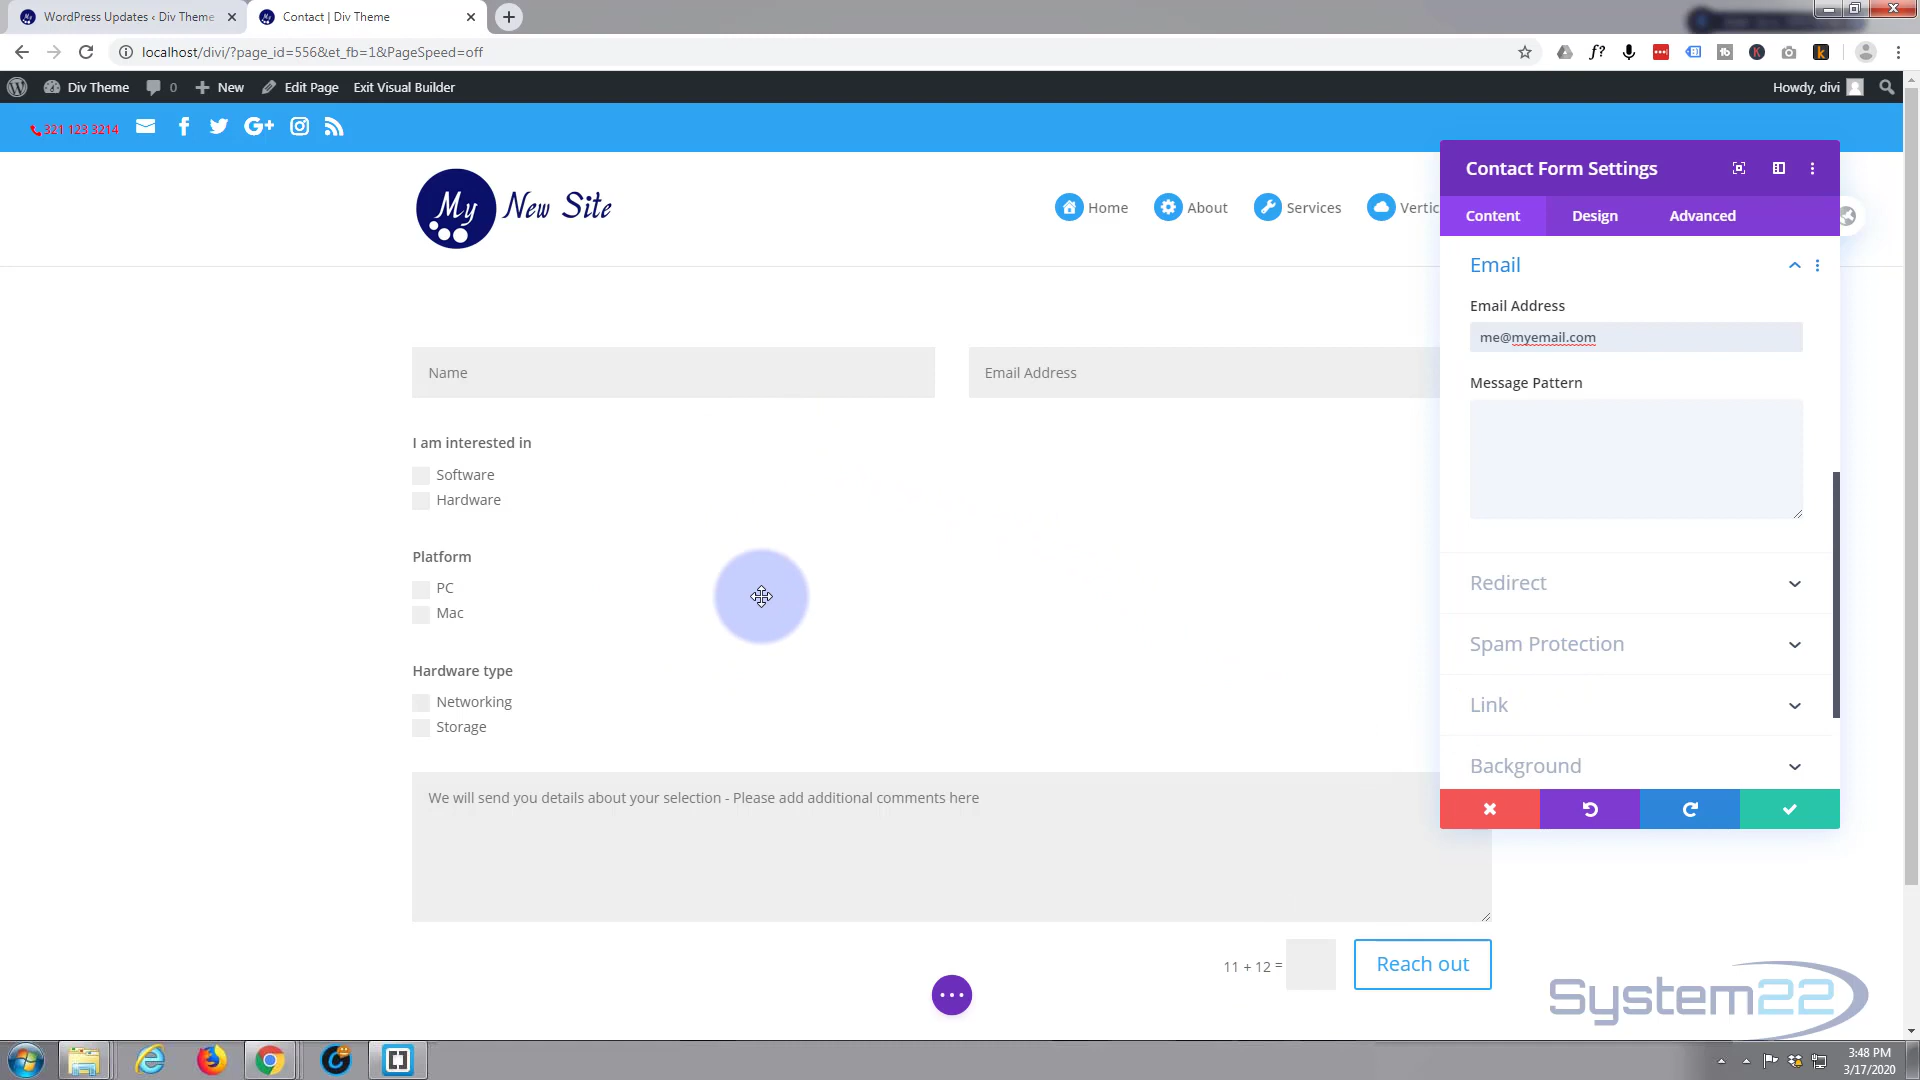 WordPress Updates ‹ Div Theme
Contact | Div Theme
localhost/divi/?page_id=556&et_fb=1&PageSpeed=off
Div Theme
0
New
Edit Page
Exit Visual Builder
Howdy, divi
321 123 3214
My New Site
Home
About
Services
Vertic
Contact Form Settings
Content
Design
Advanced
Email
Email Address
me@myemail.com
Message Pattern
Redirect
Spam Protection
Link
Background
Name
Email Address
I am interested in
Software
Hardware
Platform
PC
Mac
Hardware type
Networking
Storage
We will send you details about your selection - Please add additional comments here
11 + 12 =
Reach out
System22
3:48 PM
3/17/2020